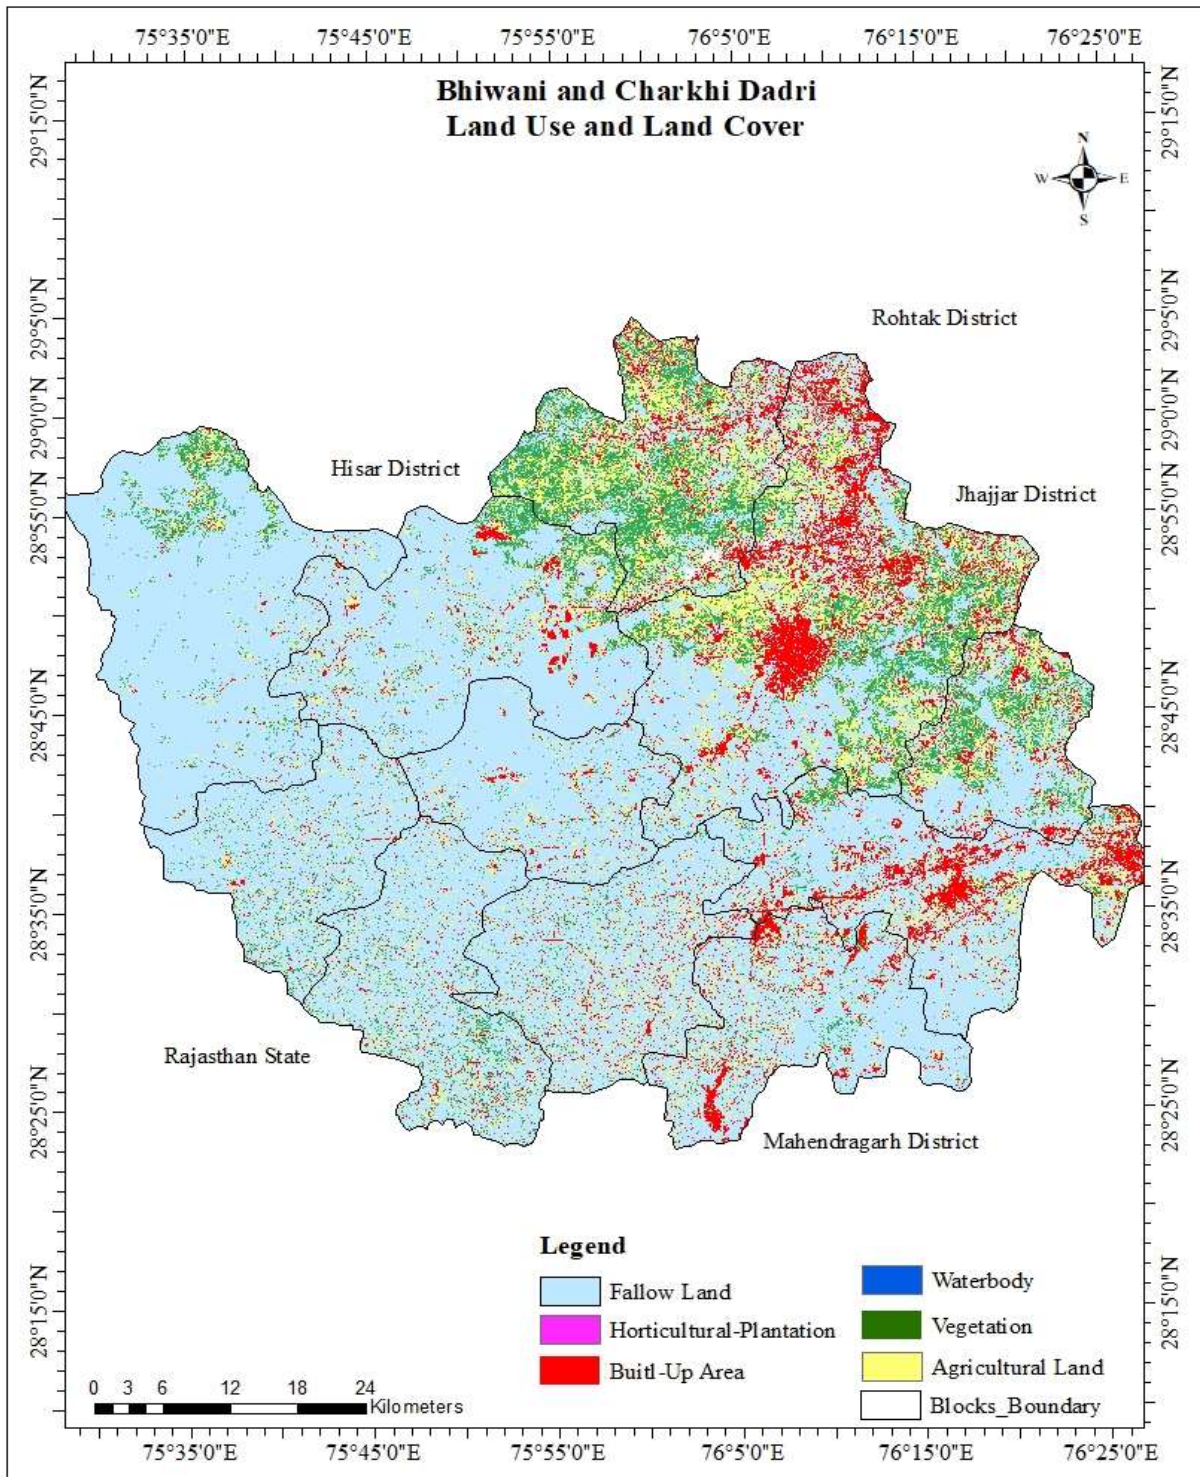 75°35'0"E 75°45'0"E 75°55'0"E 76°5'0"E 76°15'0"E 76°25'0"E
Bhiwani and Charkhi Dadri
Land Use and Land Cover
N
W E
S
29°15'0"N 29°15'0"N
29°5'0"N 29°5'0"N
29°0'0"N 29°0'0"N
28°55'0"N 28°55'0"N
28°45'0"N 28°45'0"N
28°35'0"N 28°35'0"N
28°25'0"N 28°25'0"N
28°15'0"N 28°15'0"N
Rohtak District
Hisar District
Jhajjar District
Rajasthan State
Mahendragarh District
Legend
Fallow Land
Horticultural-Plantation
Buitl-Up Area
Waterbody
Vegetation
Agricultural Land
Blocks_Boundary
0 3 6 12 18 24
Kilometers
75°35'0"E 75°45'0"E 75°55'0"E 76°5'0"E 76°15'0"E 76°25'0"E